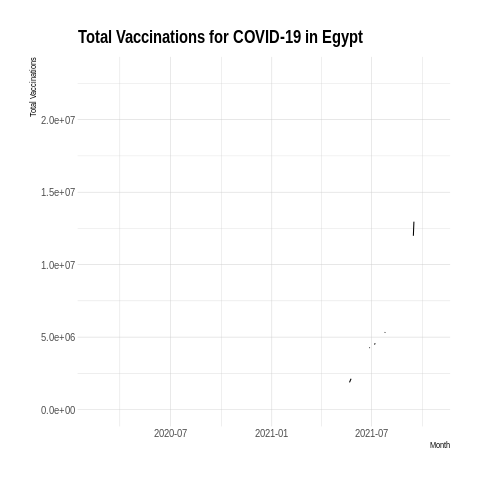 Total Vaccinations for COVID-19 in Egypt
Total Vaccinations
2.0e+07
1.5e+07
1.0e+07
5.0e+06
0.0e+00
2020-07
2021-01
2021-07
Month